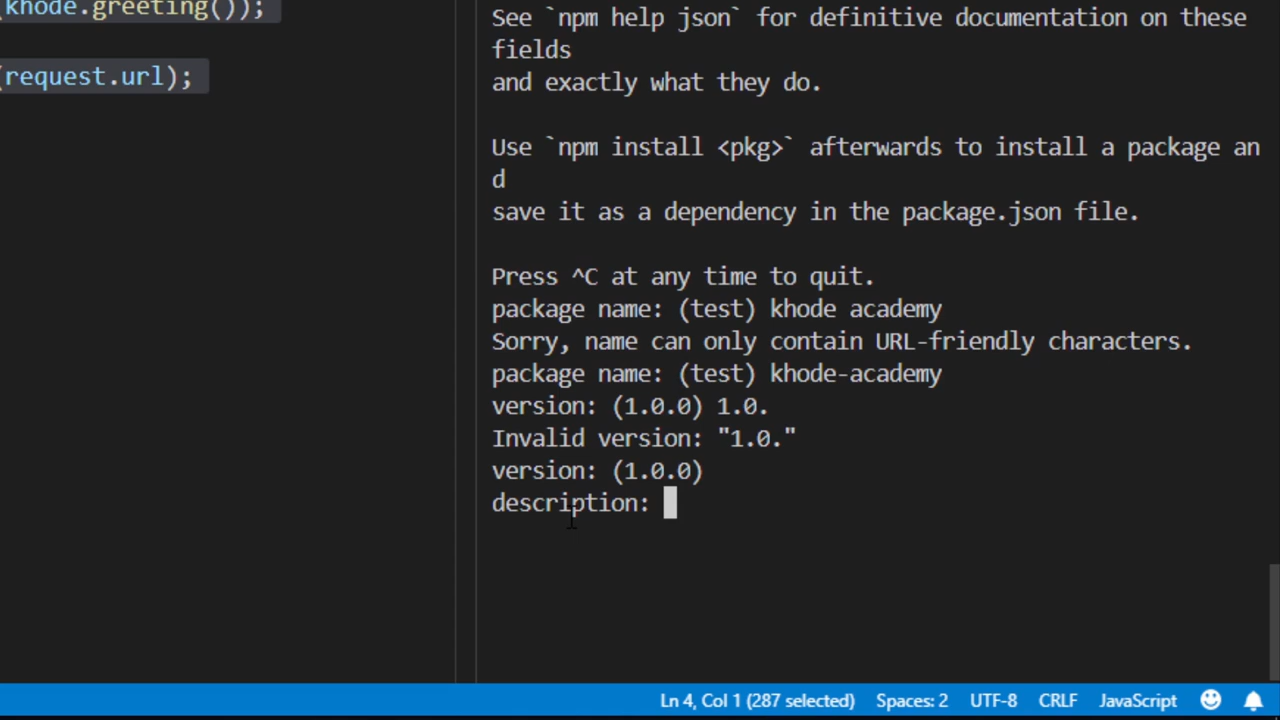 khode.greeting());
(request.url);
See `npm help json` for definitive documentation on these
fields
and exactly what they do.
Use `npm install <pkg>` afterwards to install a package an
d
save it as a dependency in the package.json file.
Press ^C at any time to quit.
package name: (test) khode academy
Sorry, name can only contain URL-friendly characters.
package name: (test) khode-academy
version: (1.0.0) 1.0.
Invalid version: "1.0."
version: (1.0.0)
description:
Ln 4, Col 1 (287 selected) Spaces: 2 UTF-8 CRLF JavaScript